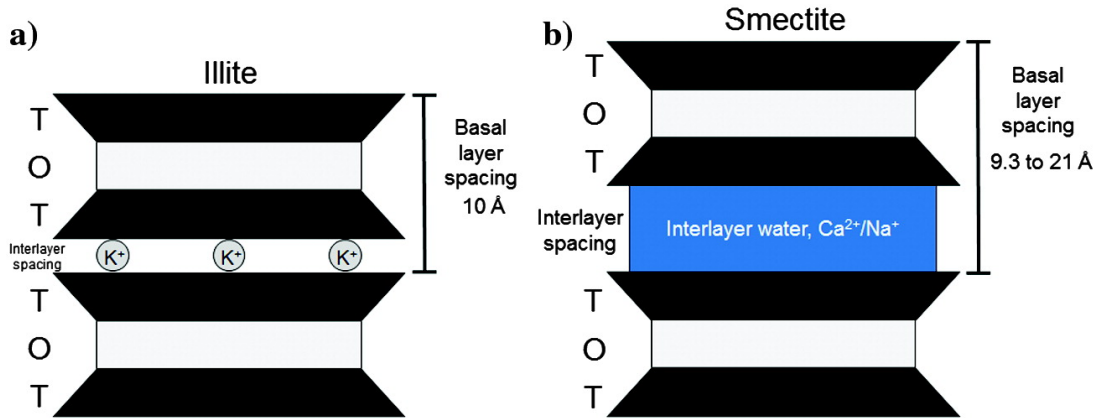 a)
Illite
T
O
T
Interlayer
spacing
K⁺ K⁺ K⁺
T
O
T
Basal
layer
spacing
10 Å
b)
Smectite
T
O
T
Interlayer
spacing
Interlayer water, Ca²⁺/Na⁺
T
O
T
Basal
layer
spacing
9.3 to 21 Å